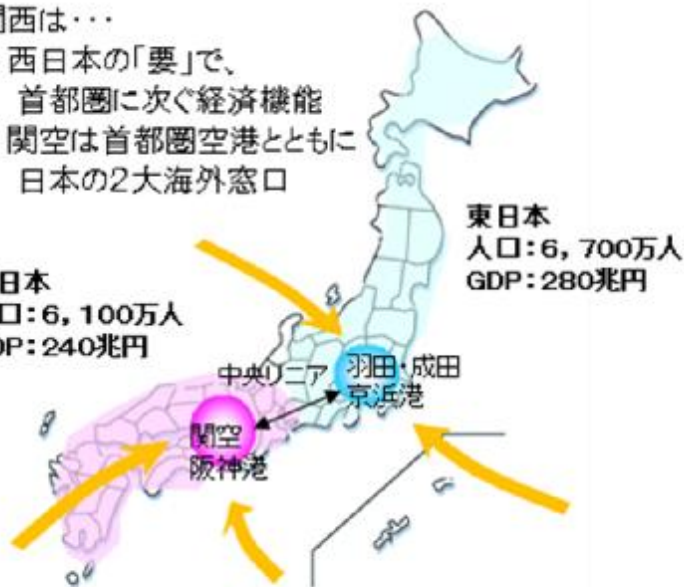 関西は・・・
西日本の「要」で、
首都圏に次ぐ経済機能
関空は首都圏空港とともに
日本の2大海外窓口
東日本
人口：6，700万人
GDP：280兆円
日本
口：6，100万人
P：240兆円
中央リニア
羽田・成田
京浜港
関空
阪神港